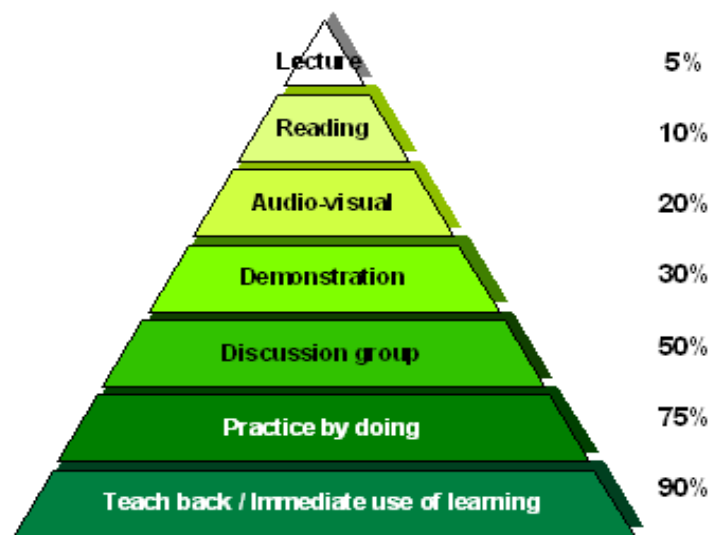 Lecture 5%
Reading 10%
Audio-visual 20%
Demonstration 30%
Discussion group 50%
Practice by doing 75%
Teach back / Immediate use of learning 90%